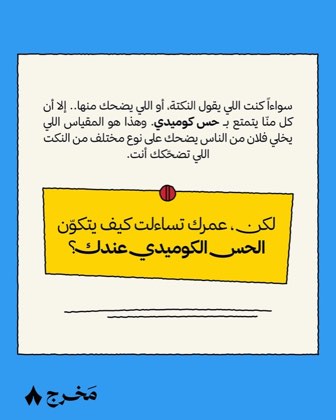 سواءاً كنت اللي يقول النكتة، أو اللي يضحك منها.. إلا أن
كل منّا يتمتع بـ حس كوميدي. وهذا هو المقياس اللي
يخلي فلان من الناس يضحك على نوع مختلف من النكت
اللي تضحّكك أنت.
لكن، عمرك تساءلت كيف يتكوّن
الحس الكوميدي عندك؟
مَخرج ٨